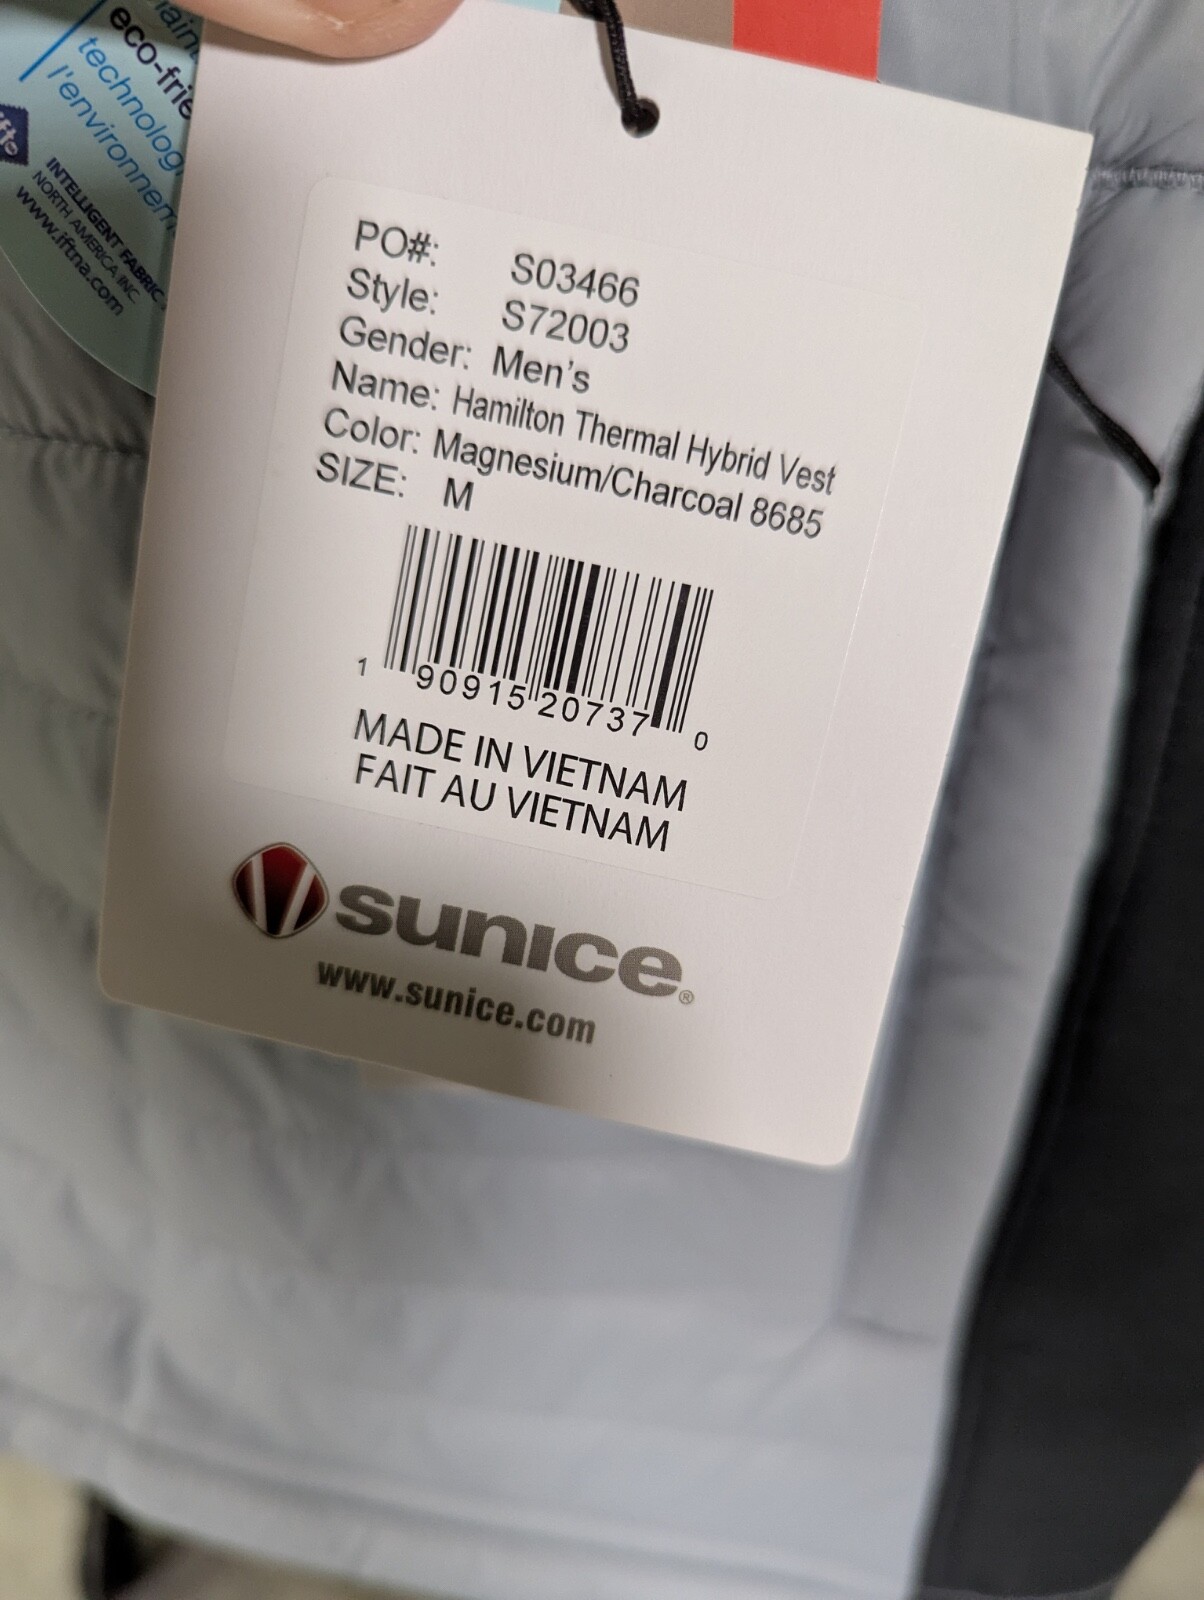 eco-frie
technolog
l'environnem
INTELLIGENT FABRIC
NORTH AMERICA INC
www.iftna.com
PO#: S03466
Style: S72003
Gender: Men's
Name: Hamilton Thermal Hybrid Vest
Color: Magnesium/Charcoal 8685
SIZE: M
1 90915 20737 0
MADE IN VIETNAM
FAIT AU VIETNAM
sunice®
www.sunice.com